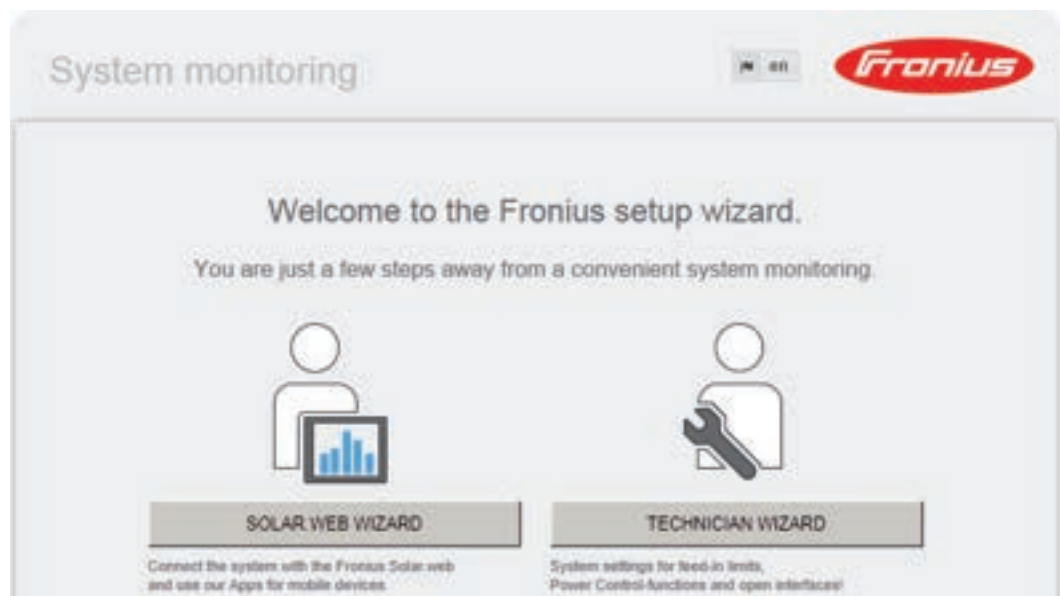 System monitoring
en
Fronius
Welcome to the Fronius setup wizard.
You are just a few steps away from a convenient system monitoring.
SOLAR WEB WIZARD
TECHNICIAN WIZARD
Connect the system with the Fronius Solar.web
and use our Apps for mobile devices
System settings for feed-in limits,
Power Control-functions and open interfaces!